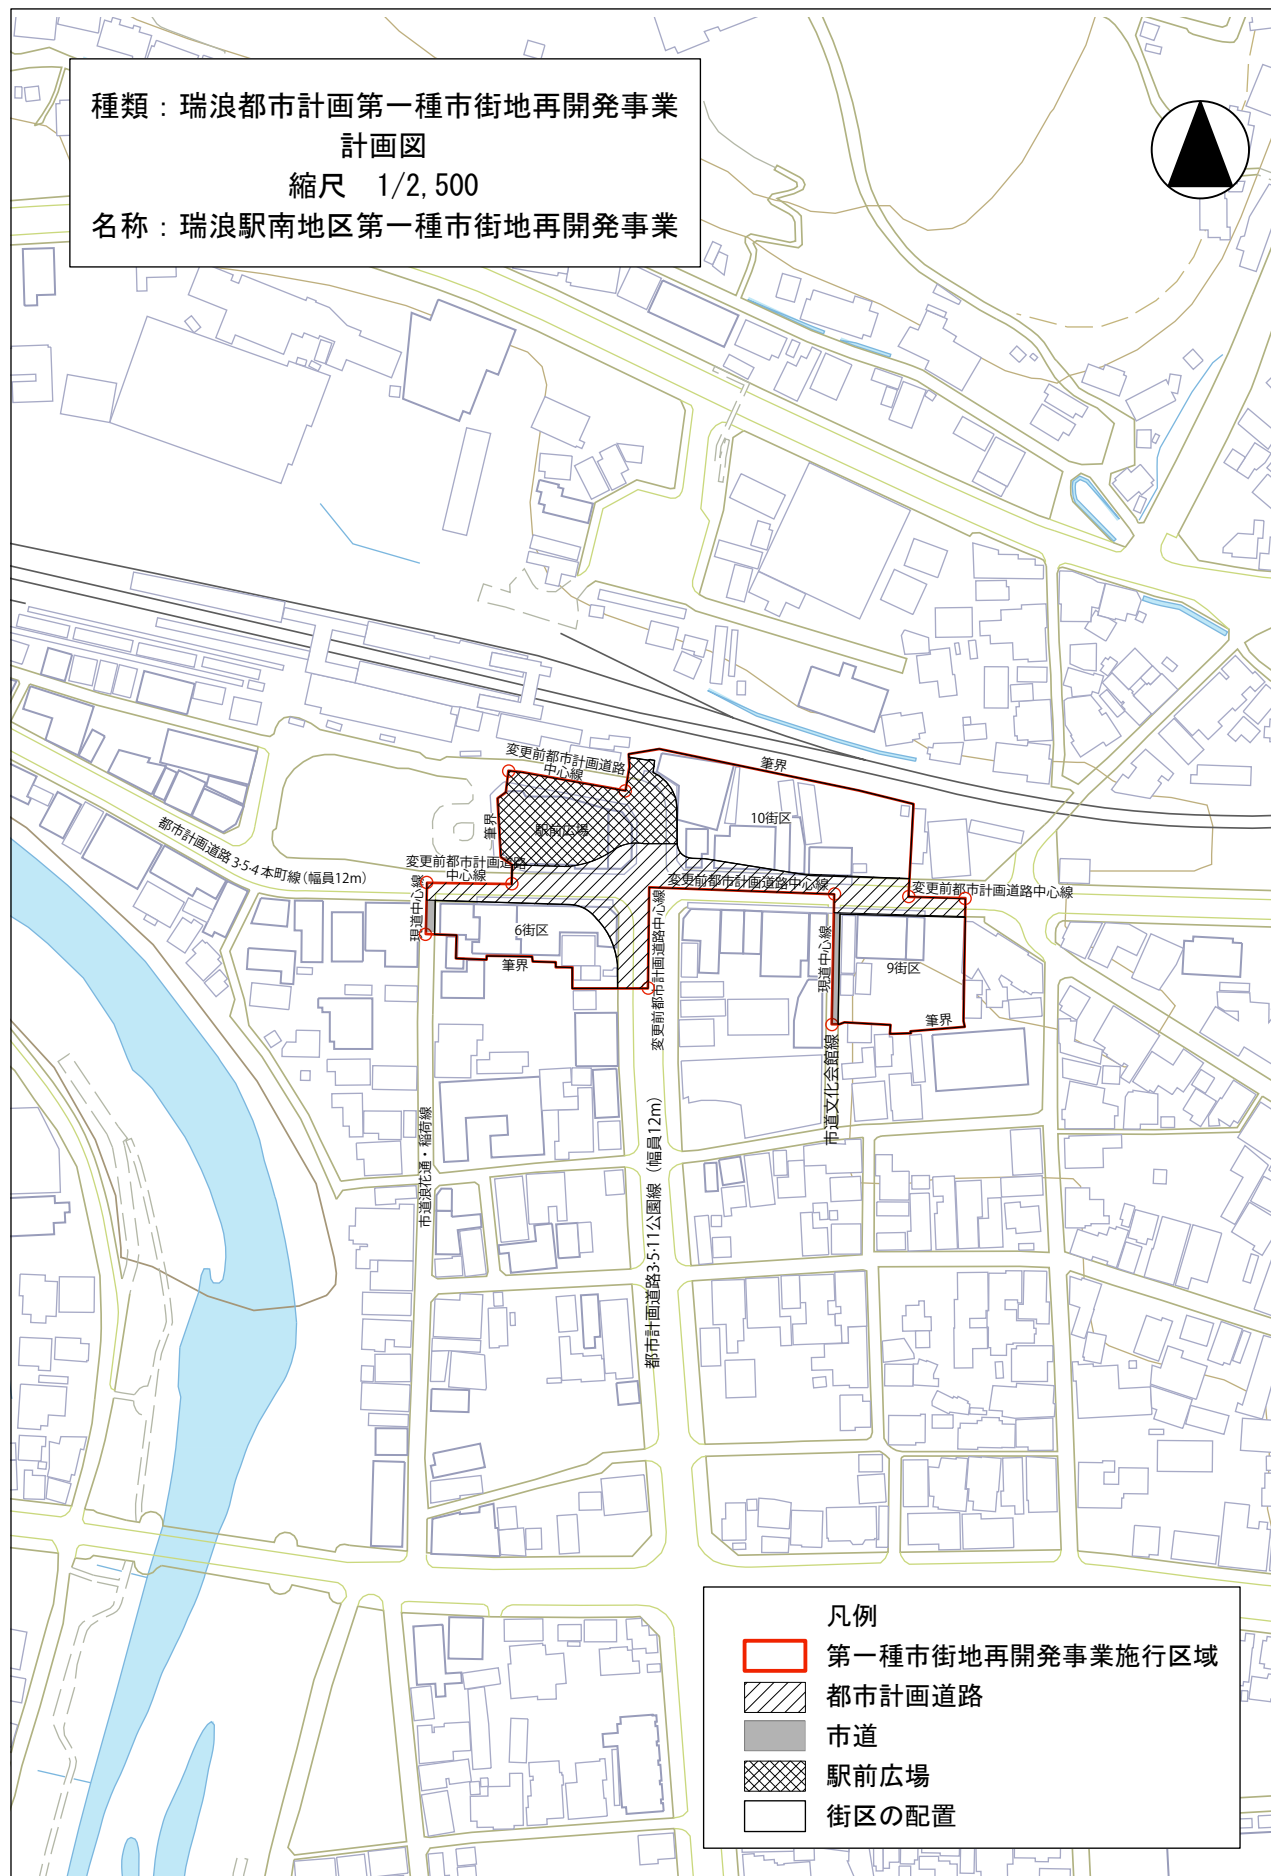 種類：瑞浪都市計画第一種市街地再開発事業
計画図
縮尺　1/2,500
名称：瑞浪駅南地区第一種市街地再開発事業
変更前都市計画道路
中心線
筆界
10街区
駅前広場
筆界
都市計画道路 3･5･4 本町線（幅員12m）
変更前都市計画道路
中心線
変更前都市計画道路中心線
変更前都市計画道路中心線
現道中心線
6街区
筆界
変更前都市計画道路中心線
現道中心線
9街区
筆界
市道文化会館線
市道浪花通・稲荷線
都市計画道路3･5･11公園線（幅員12m）
凡例
第一種市街地再開発事業施行区域
都市計画道路
市道
駅前広場
街区の配置